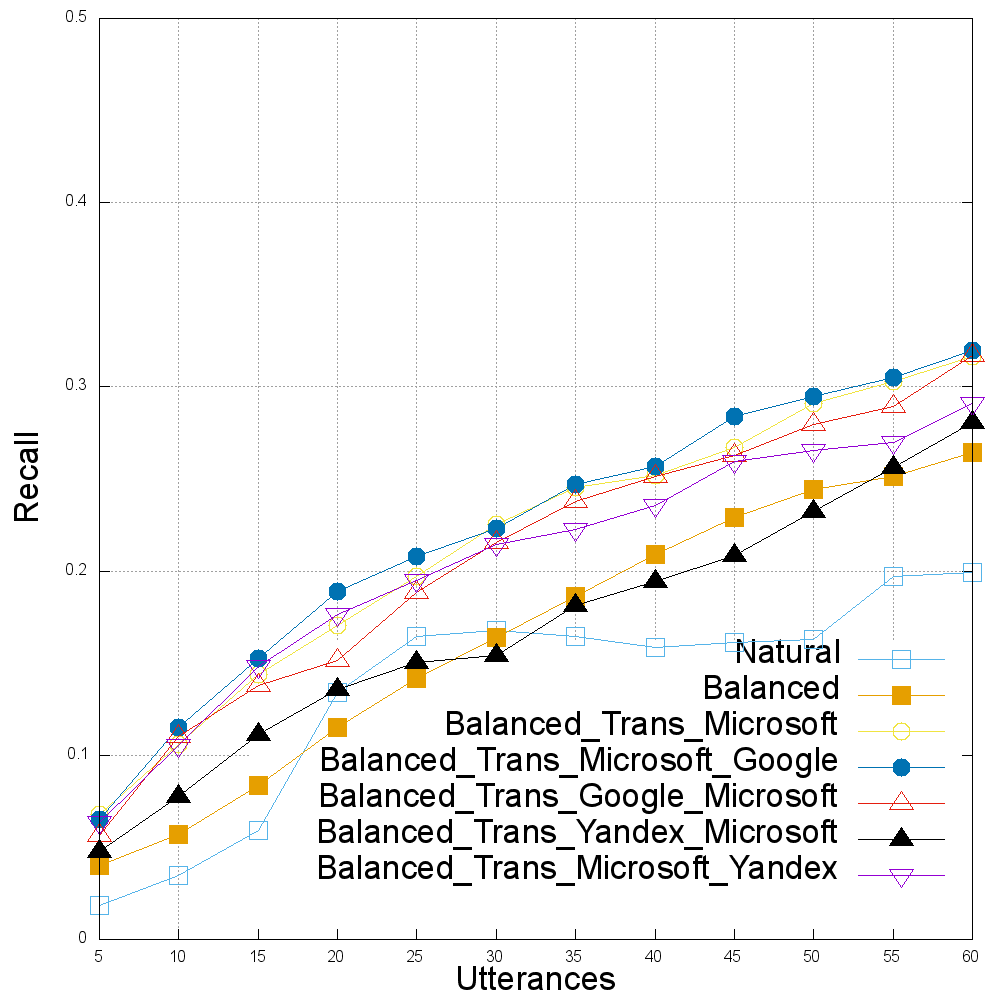 0.5
0.4
0.3
0.2
0.1
0
Recall
Natural
Balanced
Balanced_Trans_Microsoft
Balanced_Trans_Microsoft_Google
Balanced_Trans_Google_Microsoft
Balanced_Trans_Yandex_Microsoft
Balanced_Trans_Microsoft_Yandex
5 10 15 20 25 30 35 40 45 50 55 60
Utterances